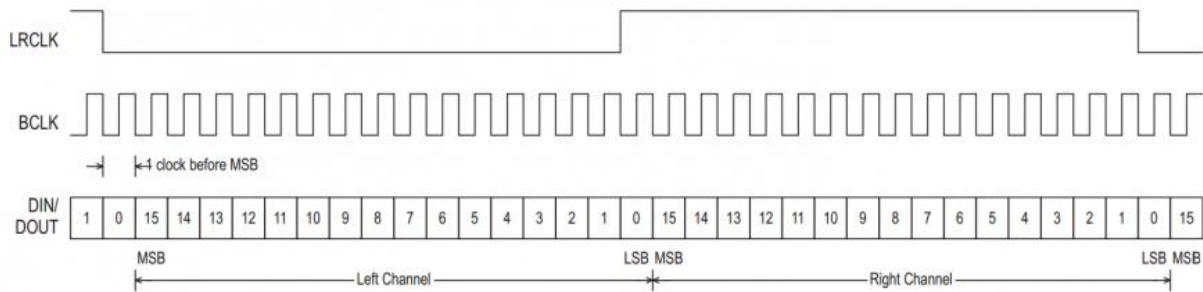 LRCLK
BCLK
1 clock before MSB
DIN/
DOUT
1 0 15 14 13 12 11 10 9 8 7 6 5 4 3 2 1 0 15 14 13 12 11 10 9 8 7 6 5 4 3 2 1 0 15
MSB LSB MSB LSB MSB
Left Channel Right Channel